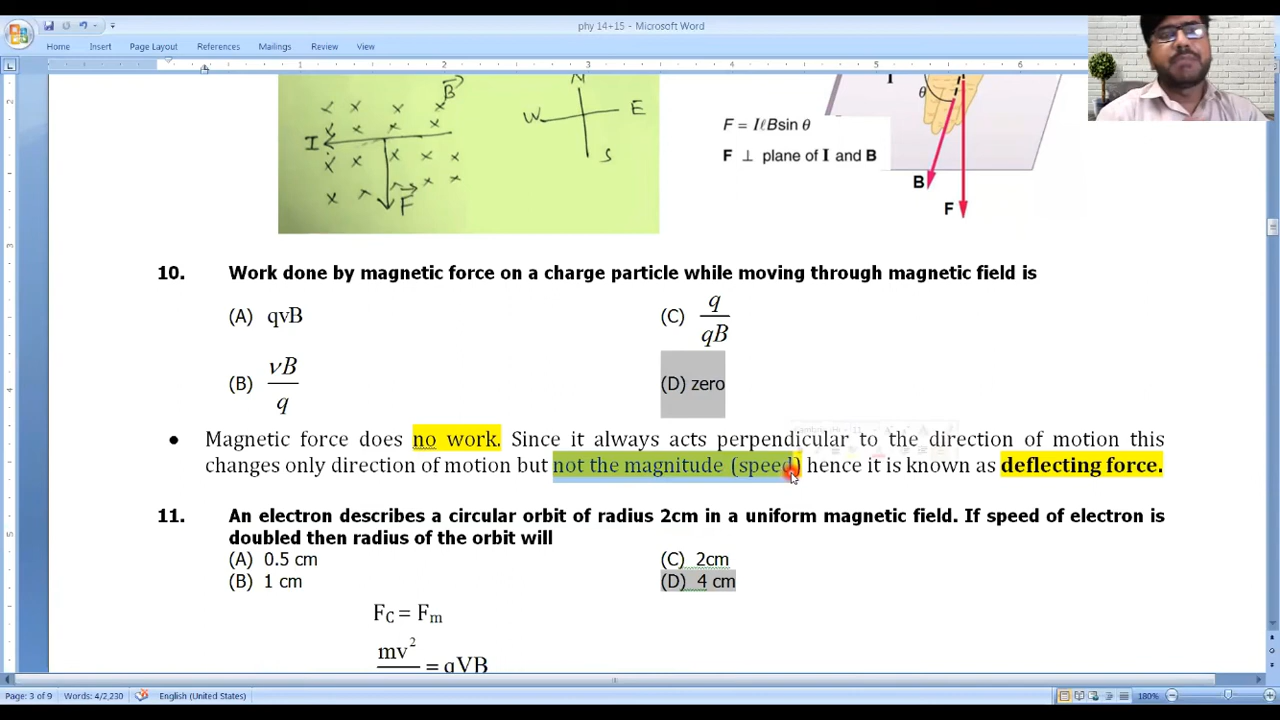 phy 14+15 - Microsoft Word
Home Insert Page Layout References Mailings Review View
1 2 3 4 5 6
B
N
W E
S
I
F
I
θ
F = IℓBsin θ
F ⊥ plane of I and B
B
F
10. Work done by magnetic force on a charge particle while moving through magnetic field is
(A) qvB (C) q/qB
(B) vB/q (D) zero
• Magnetic force does no work. Since it always acts perpendicular to the direction of motion this
changes only direction of motion but not the magnitude (speed) hence it is known as deflecting force.
11. An electron describes a circular orbit of radius 2cm in a uniform magnetic field. If speed of electron is
doubled then radius of the orbit will
(A) 0.5 cm (C) 2cm
(B) 1 cm (D) 4 cm
FC = Fm
mv² = qVB
Page: 3 of 9 Words: 4/2,230 English (United States) 180%